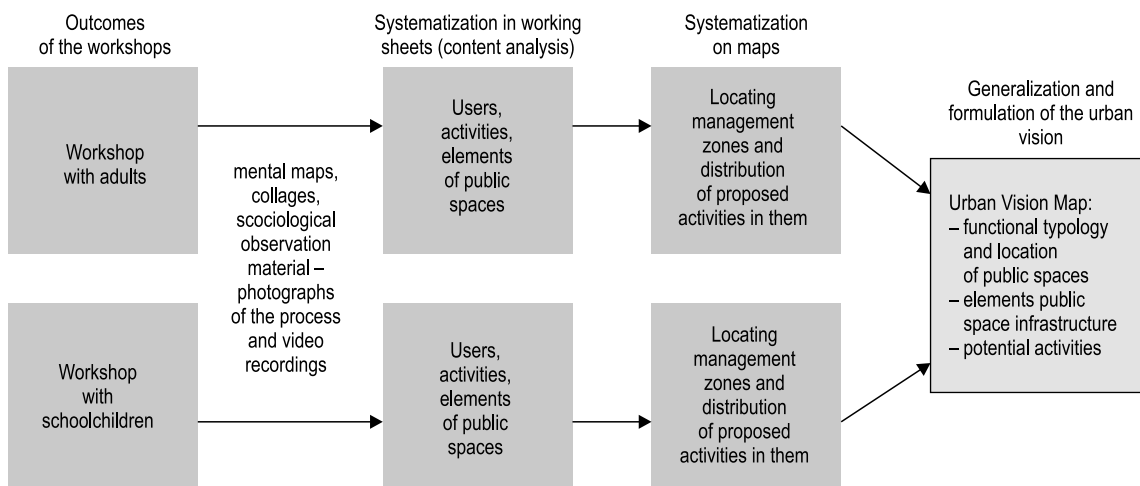 Outcomes
of the workshops
Systematization in working
sheets (content analysis)
Systematization
on maps
Generalization and
formulation of the urban
vision
Workshop
with adults
mental maps,
collages,
scociological
observation
material –
photographs
of the process
and video
recordings
Users,
activities,
elements
of public
spaces
Locating
management
zones and
distribution
of proposed
activities in them
Workshop
with
schoolchildren
Users,
activities,
elements
of public
spaces
Locating
management
zones and
distribution
of proposed
activities in them
Urban Vision Map:
– functional typology
and location
of public spaces
– elements public
space infrastructure
– potential activities